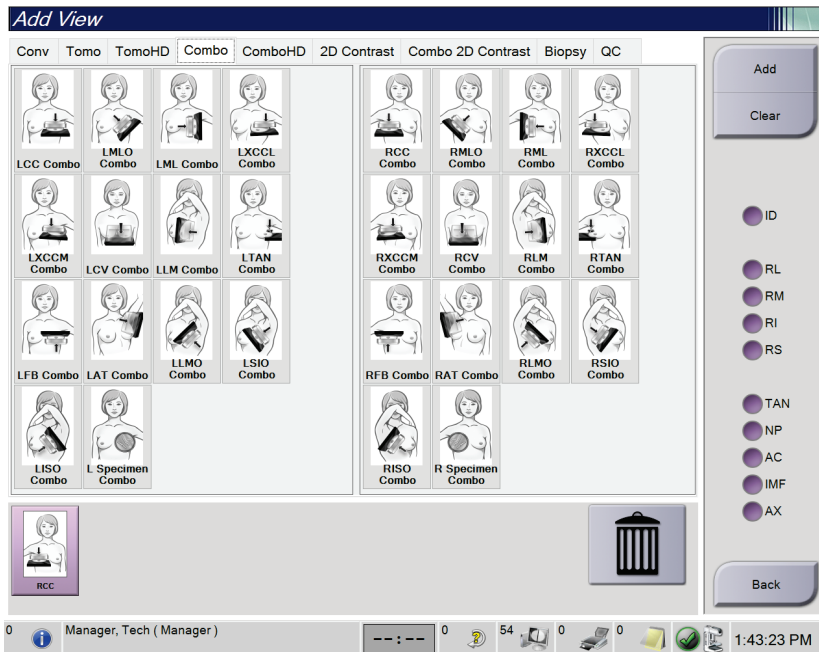 Add View
Conv Tomo TomoHD Combo ComboHD 2D Contrast Combo 2D Contrast Biopsy QC
LCC Combo
LMLO
Combo
LML Combo
LXCCL
Combo
RCC
Combo
RMLO
Combo
RML
Combo
RXCCL
Combo
LXCCM
Combo
LCV Combo
LLM Combo
LTAN
Combo
RXCCM
Combo
RCV
Combo
RLM
Combo
RTAN
Combo
LFB Combo
LAT Combo
LLMO
Combo
LSIO
Combo
RFB Combo
RAT Combo
RLMO
Combo
RSIO
Combo
LISO
Combo
L Specimen
Combo
RISO
Combo
R Specimen
Combo
RCC
Add
Clear
ID
RL
RM
RI
RS
TAN
NP
AC
IMF
AX
Back
0 Manager, Tech ( Manager ) --:-- 0 54 0 0 1:43:23 PM